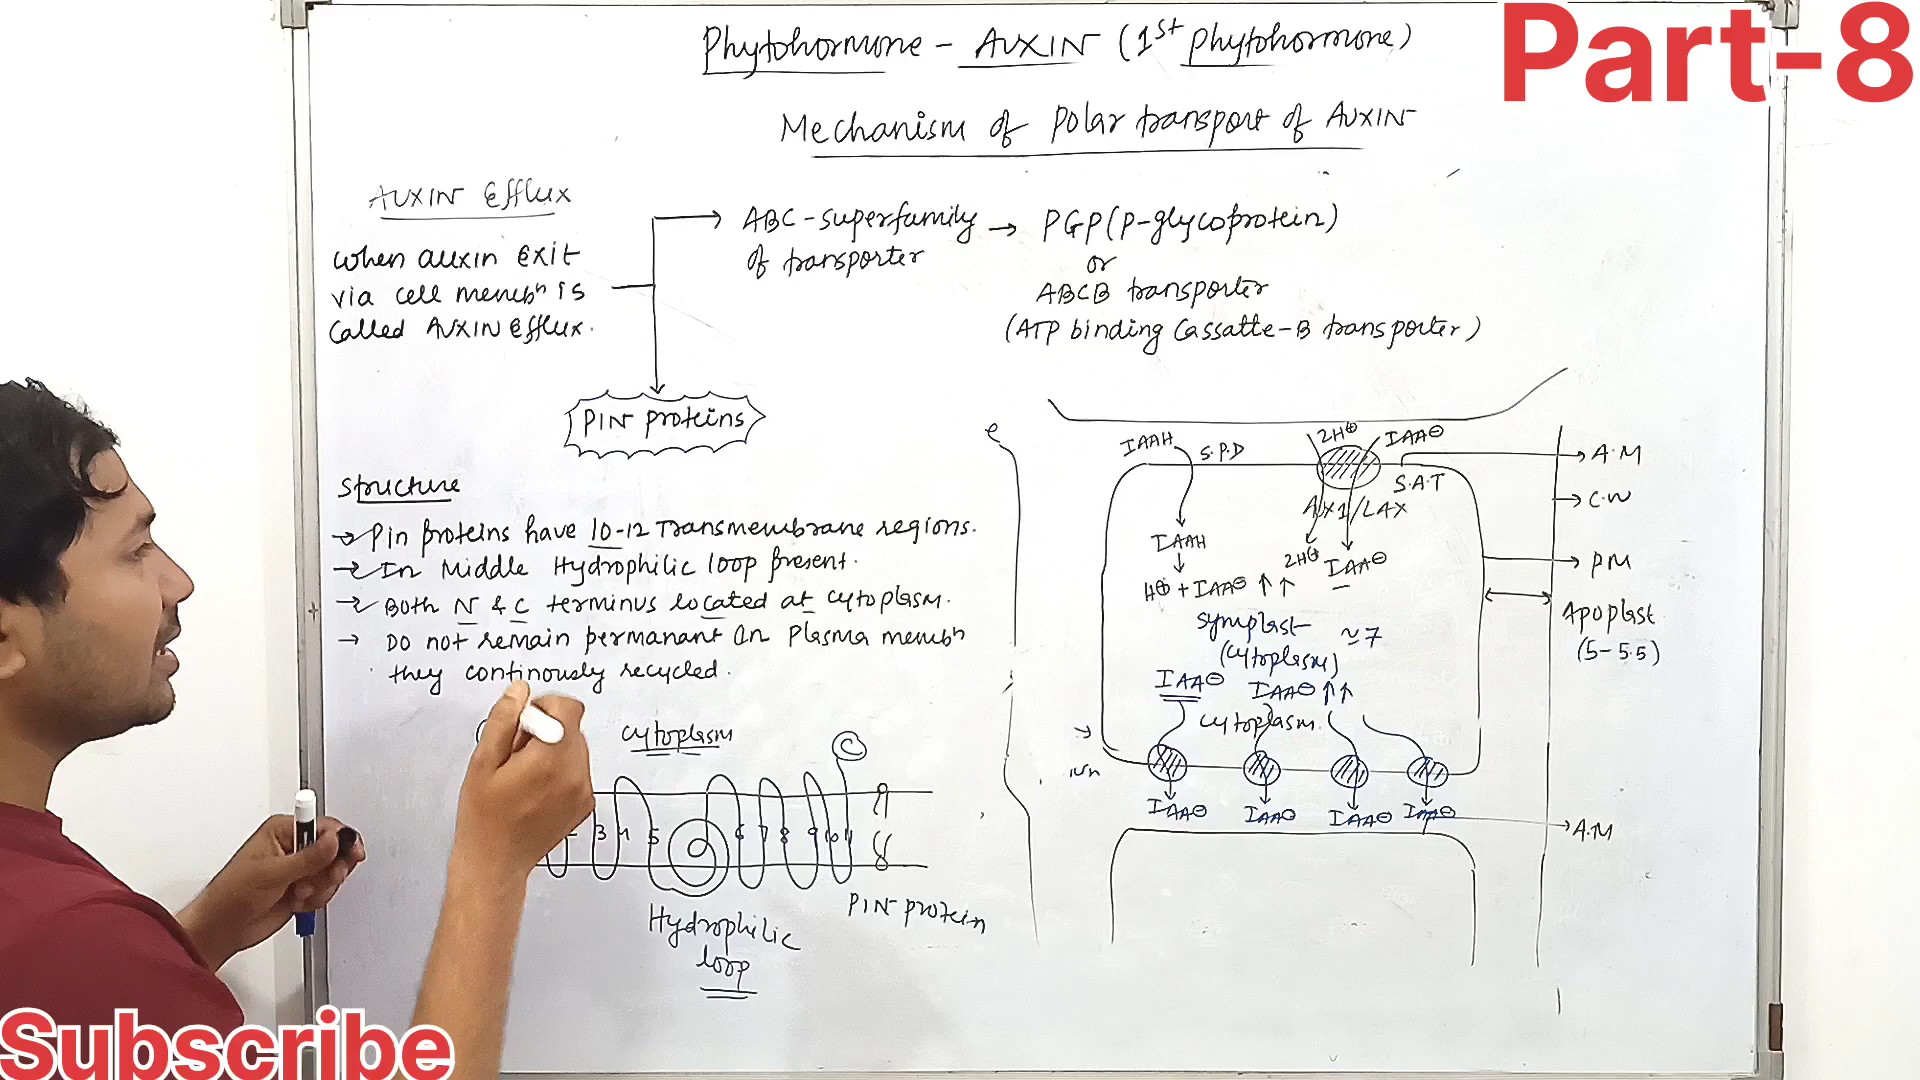 Phytohormone - AUXIN (1st phytohormone)
Part-8
Mechanism of Polar transport of AUXIN
AUXIN Efflux
when auxin exit
via cell membn is
called AUXIN Efflux.
ABC-superfamily
of transporter
→ PGP(P-glycoprotein)
or
ABCB transporter
(ATP binding Cassatte-B transporter)
PIN proteins
Structure
→ Pin proteins have 10-12 Transmembrane regions.
→ In Middle Hydrophilic loop present.
→ Both N & C terminus located at cytoplasm.
→ Do not remain permanant on Plasma membn
they continously recycled.
Cytoplasm
C
3 4 5 6 7 8 9 10 11
Hydrophilic
loop
PIN protein
IAAH
S.P.D
2H⊕
IAA⊖
S.A.T
AUX1/LAX
IAAH
H⊕ + IAA⊖ ↑↑
2H⊕
IAA⊖
Symplast
(cytoplasm)
≃7
IAA⊖
IAA⊖ ↑↑
Cytoplasm.
IAA⊖ IAA⊖ IAA⊖ IAA⊖
→ A.M
→ C.W
→ PM
Apoplast
(5-5.5)
→ A.M
Subscribe